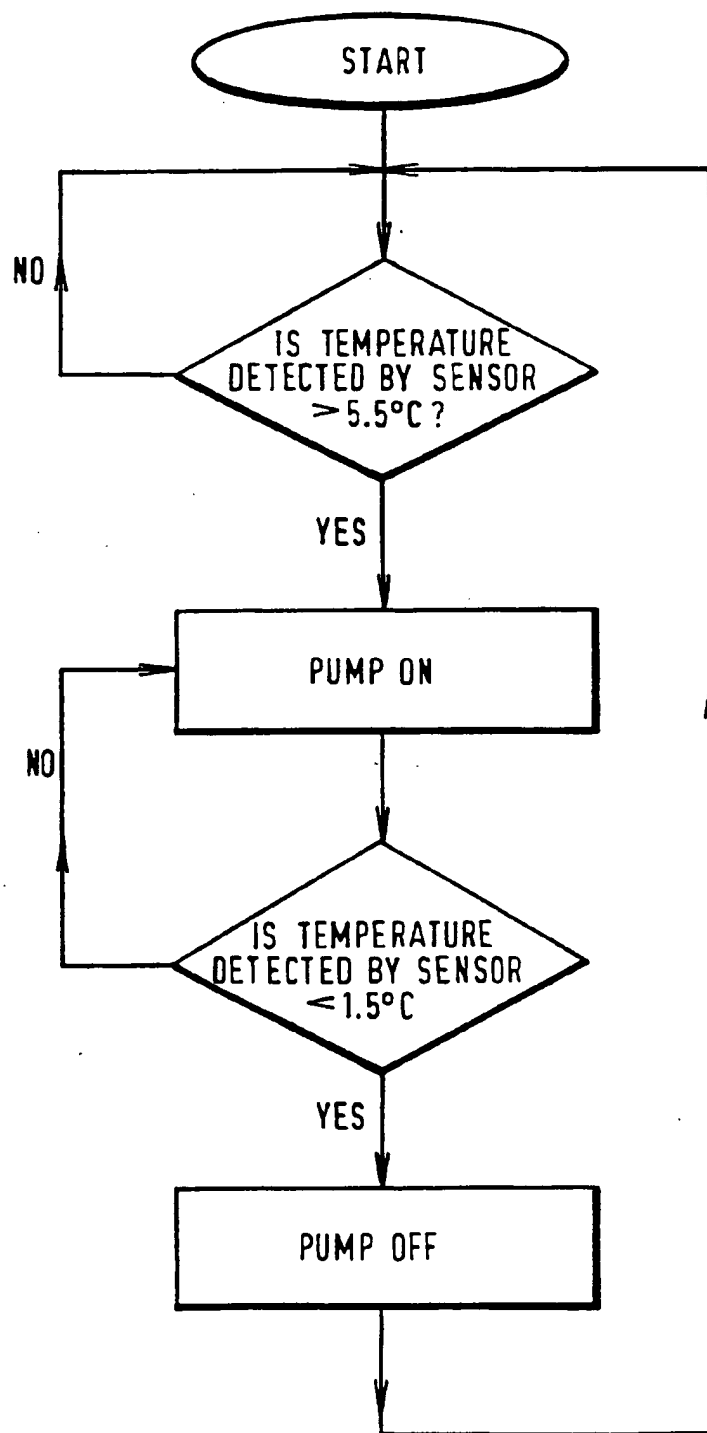 START
NO
IS TEMPERATURE
DETECTED BY SENSOR
>5.5°C?
YES
PUMP ON
NO
IS TEMPERATURE
DETECTED BY SENSOR
<1.5°C
YES
PUMP OFF